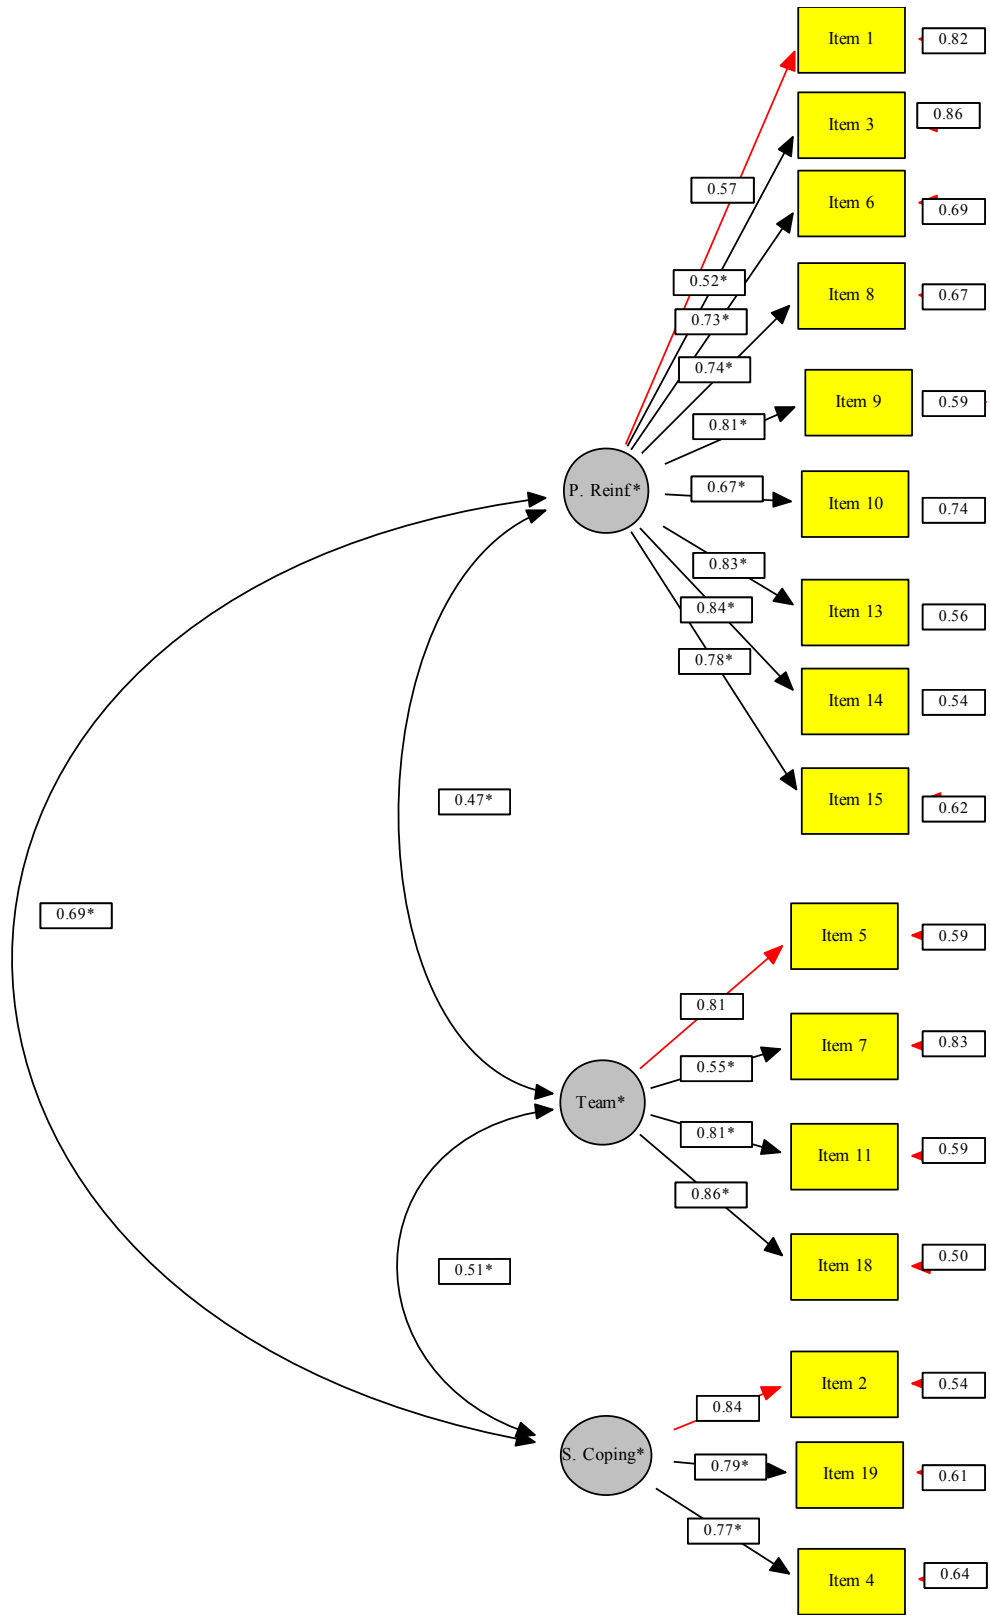 Item 1
0.82
Item 3
0.86
0.57
Item 6
0.69
0.52*
Item 8
0.67
0.73*
0.74*
Item 9
0.59
0.81*
P. Reinf*
0.67*
Item 10
0.74
0.83*
0.84*
Item 13
0.56
0.78*
Item 14
0.54
0.47*
Item 15
0.62
0.69*
Item 5
0.59
0.81
Item 7
0.83
0.55*
Team*
0.81*
Item 11
0.59
0.86*
0.51*
Item 18
0.50
Item 2
0.54
0.84
S. Coping*
0.79*
Item 19
0.61
0.77*
Item 4
0.64